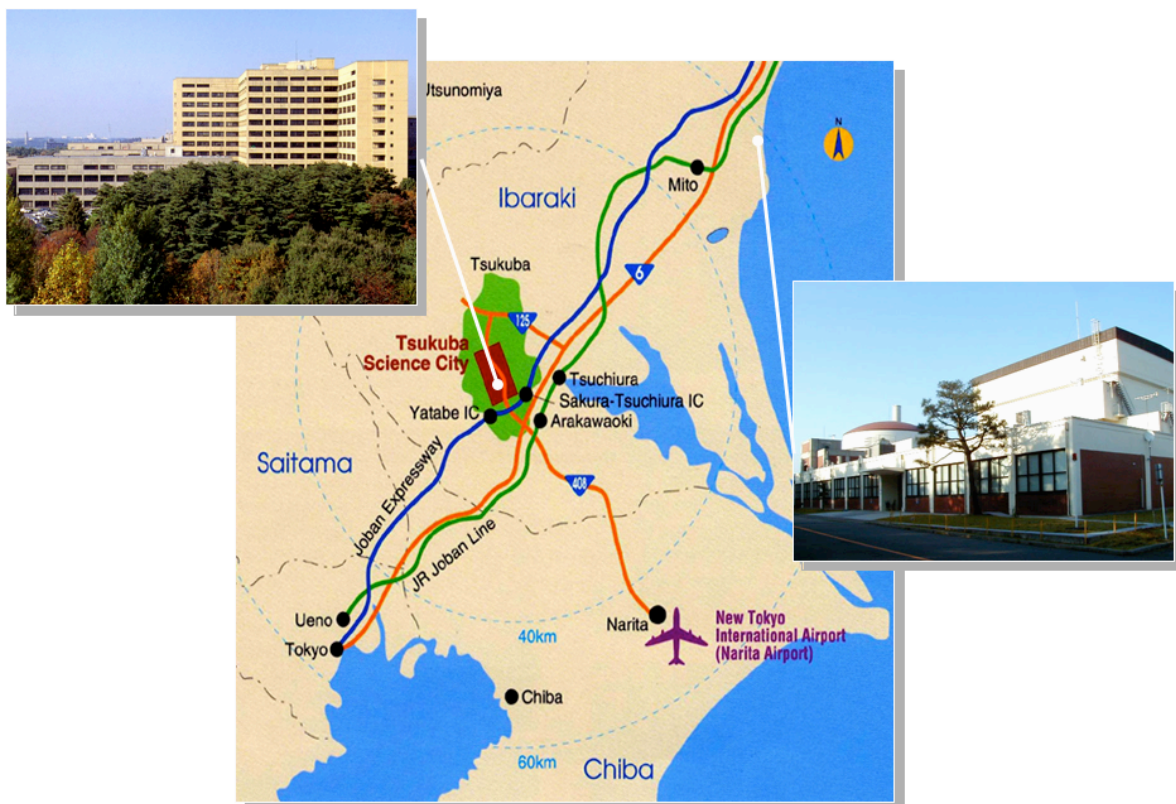 Utsunomiya
N
Mito
Ibaraki
Tsukuba
6
125
Tsukuba
Science City
Tsuchiura
Sakura-Tsuchiura IC
Yatabe IC
Arakawaoki
Saitama
408
Joban Expressway
JR Joban Line
Ueno
Narita
New Tokyo
International Airport
(Narita Airport)
40km
Tokyo
Chiba
60km
Chiba